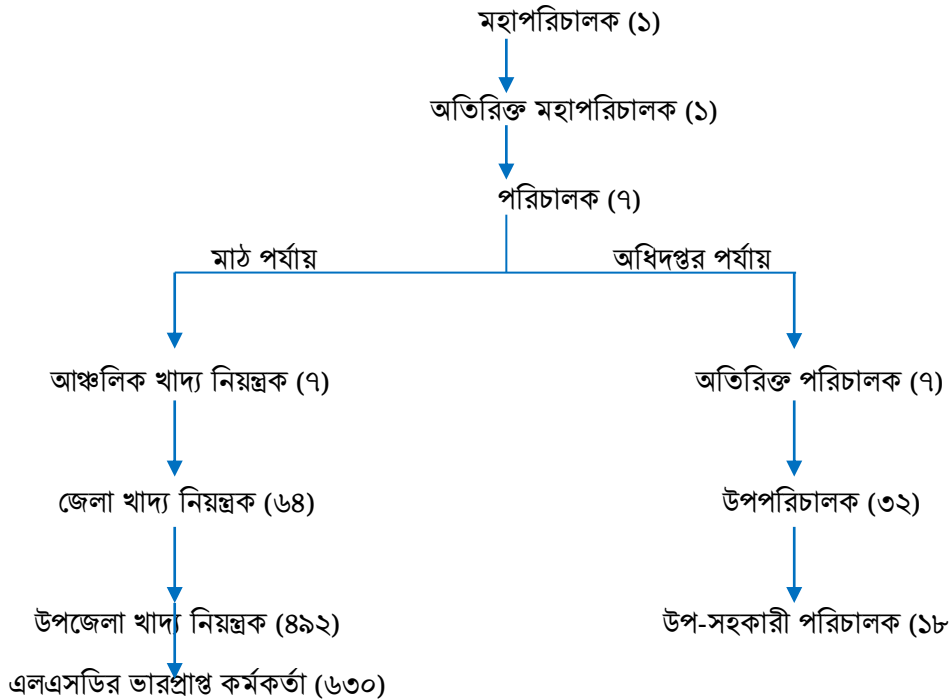 মহাপরিচালক (১)
অতিরিক্ত মহাপরিচালক (১)
পরিচালক (৭)
মাঠ পর্যায়
অধিদপ্তর পর্যায়
আঞ্চলিক খাদ্য নিয়ন্ত্রক (৭)
অতিরিক্ত পরিচালক (৭)
জেলা খাদ্য নিয়ন্ত্রক (৬৪)
উপপরিচালক (৩২)
উপজেলা খাদ্য নিয়ন্ত্রক (৪৯২)
উপ-সহকারী পরিচালক (১৮
এলএসডির ভারপ্রাপ্ত কর্মকর্তা (৬৩০)